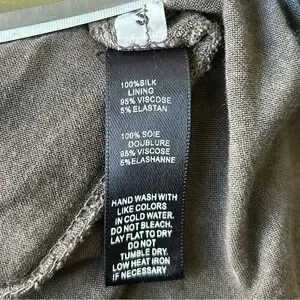 100%SILK
LINING
95% VISCOSE
5% ELASTAN
100% SOIE
DOUBLURE
95% VISCOSE
5%ELASHANNE
HAND WASH WITH
LIKE COLORS
IN COLD WATER.
DO NOT BLEACH.
LAY FLAT TO DRY
DO NOT
TUMBLE DRY.
LOW HEAT IRON
IF NECESSARY